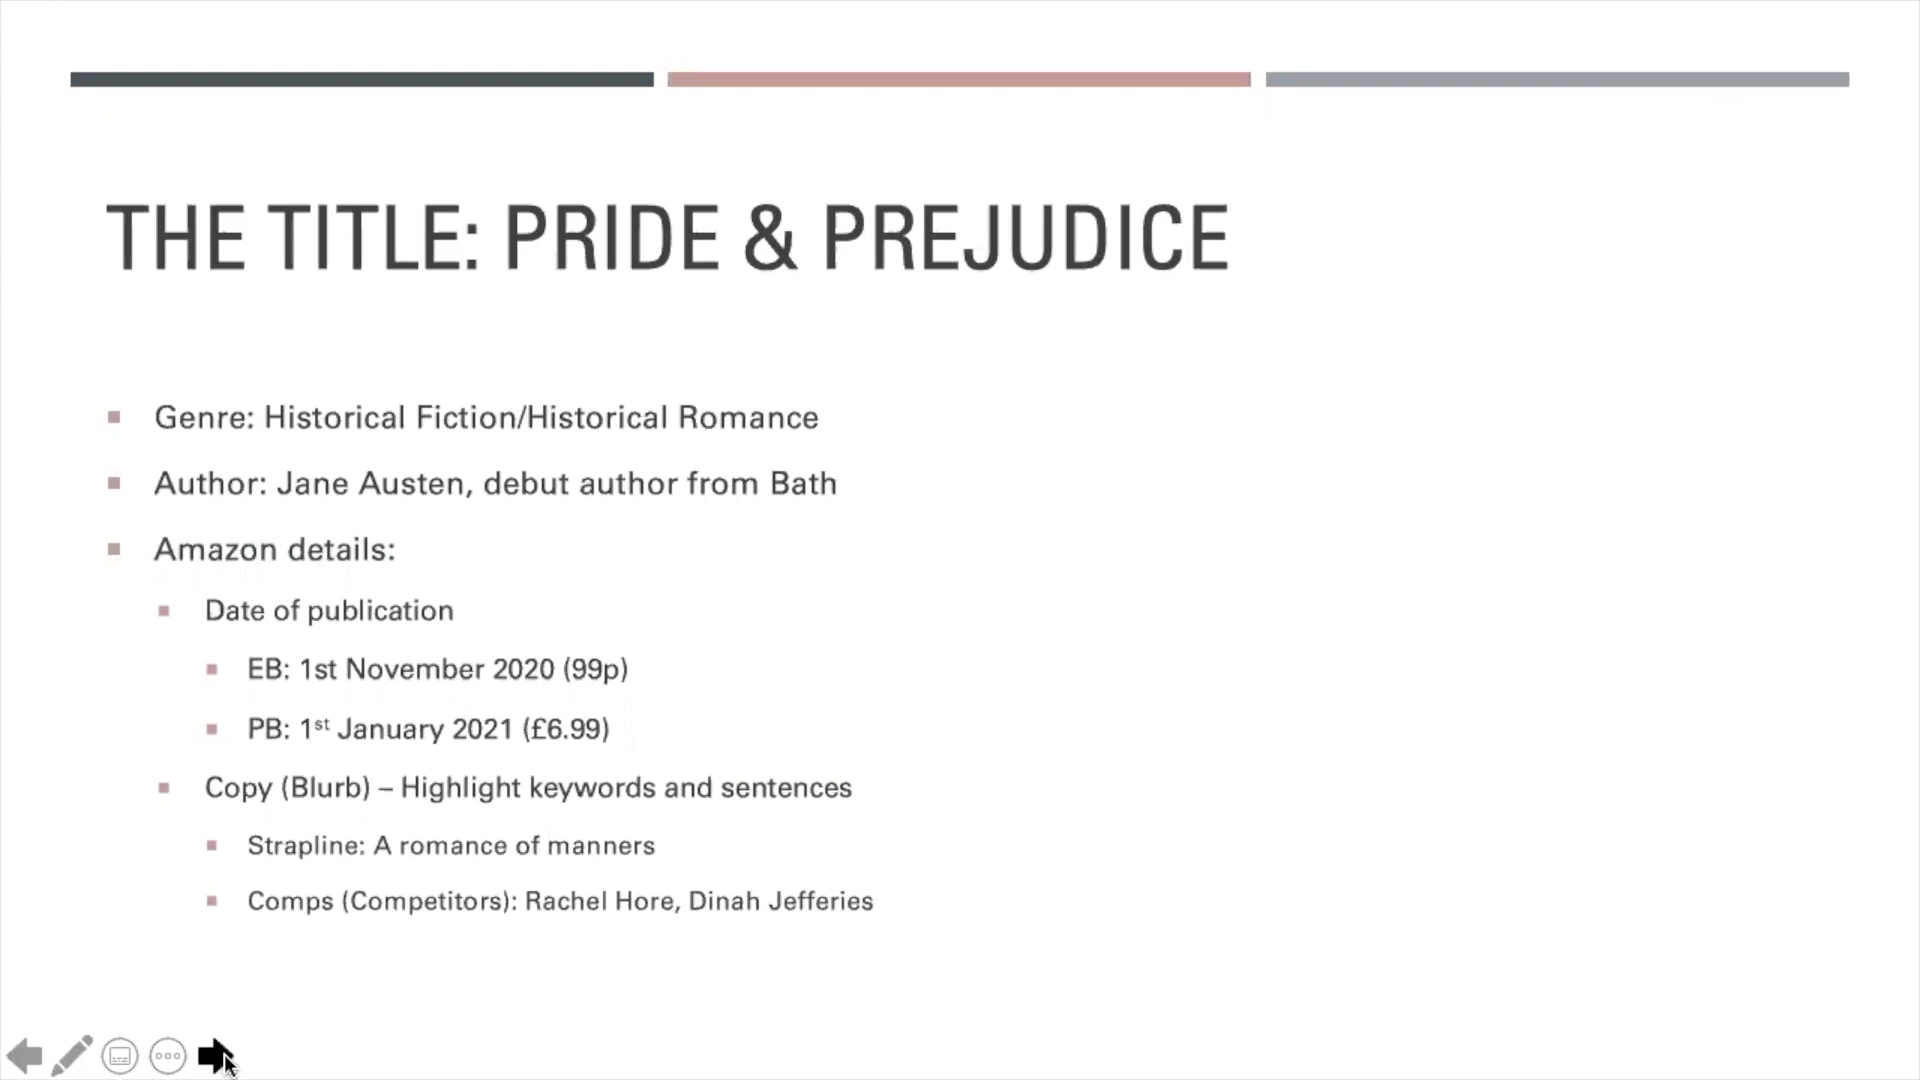 THE TITLE: PRIDE & PREJUDICE
Genre: Historical Fiction/Historical Romance
Author: Jane Austen, debut author from Bath
Amazon details:
Date of publication
EB: 1st November 2020 (99p)
PB: 1st January 2021 (£6.99)
Copy (Blurb) – Highlight keywords and sentences
Strapline: A romance of manners
Comps (Competitors): Rachel Hore, Dinah Jefferies